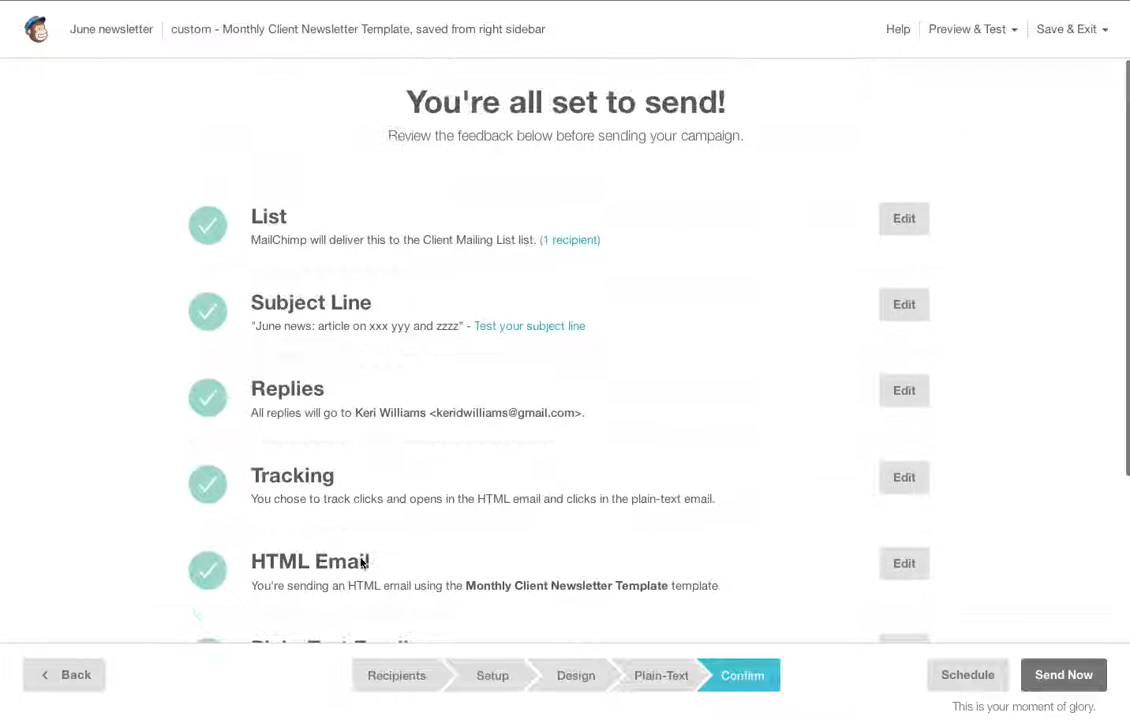 June newsletter custom - Monthly Client Newsletter Template, saved from right sidebar Help Preview & Test Save & Exit
You're all set to send!
Review the feedback below before sending your campaign.
List
Edit
MailChimp will deliver this to the Client Mailing List list. (1 recipient)
Subject Line
Edit
"June news: article on xxx yyy and zzzz" - Test your subject line
Replies
Edit
All replies will go to Keri Williams <keridwilliams@gmail.com>.
Tracking
Edit
You chose to track clicks and opens in the HTML email and clicks in the plain-text email.
HTML Email
Edit
You're sending an HTML email using the Monthly Client Newsletter Template template.
Back Recipients Setup Design Plain-Text Confirm Schedule Send Now
This is your moment of glory.